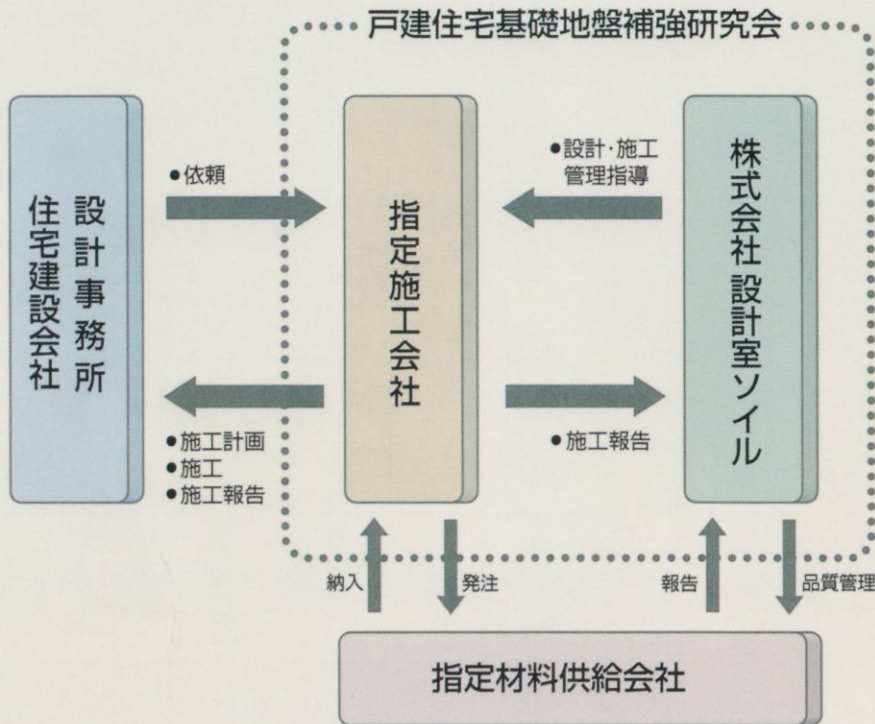 戸建住宅基礎地盤補強研究会
設計事務所
住宅建設会社
●依頼
●施工計画
●施工
●施工報告
指定施工会社
●設計・施工
管理指導
●施工報告
株式会社 設計室ソイル
納入
発注
報告
品質管理
指定材料供給会社